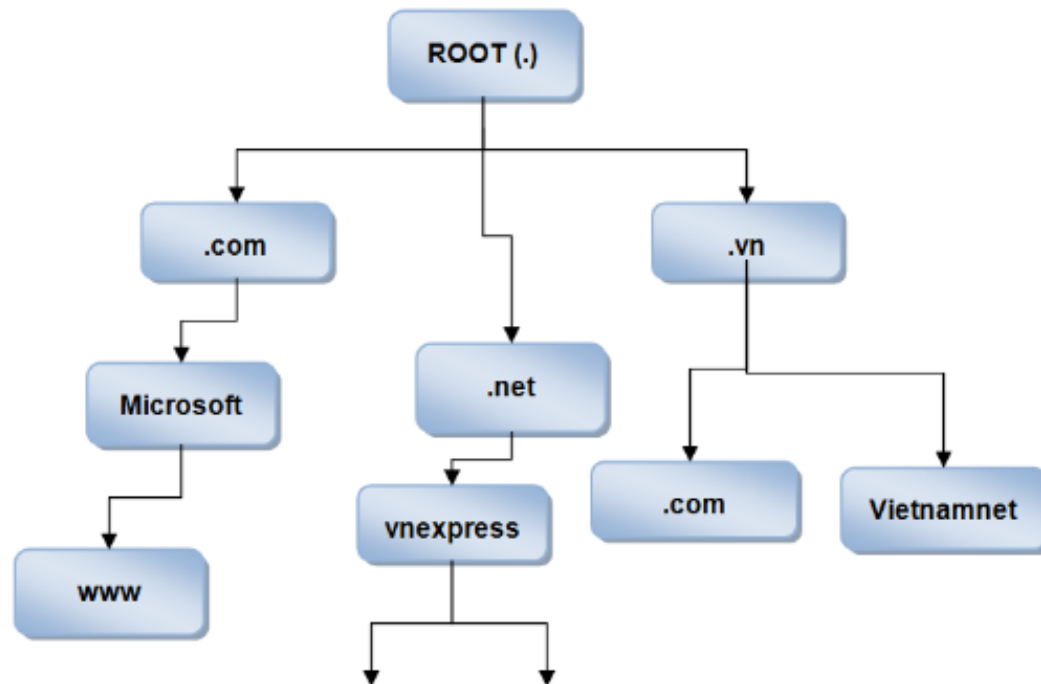 ROOT (.)
.com
.vn
Microsoft
.net
.com
Vietnamnet
vnexpress
www